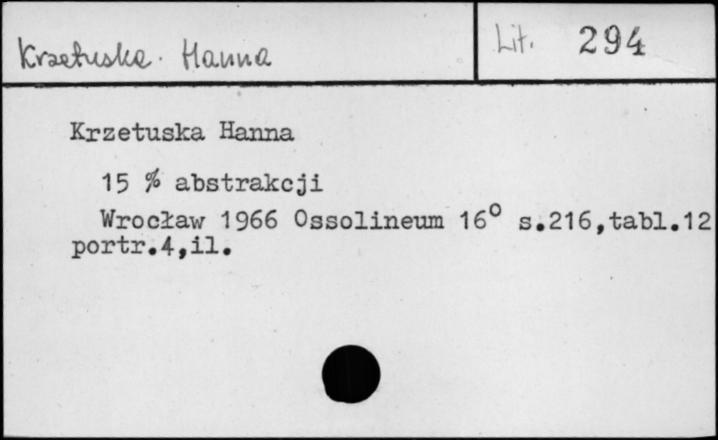 Krzetuska. Hanna
Lit. 294
Krzetuska Hanna
15 % abstrakcji
Wrocław 1966 Ossolineum 16° s.216,tabl.12
portr.4,il.